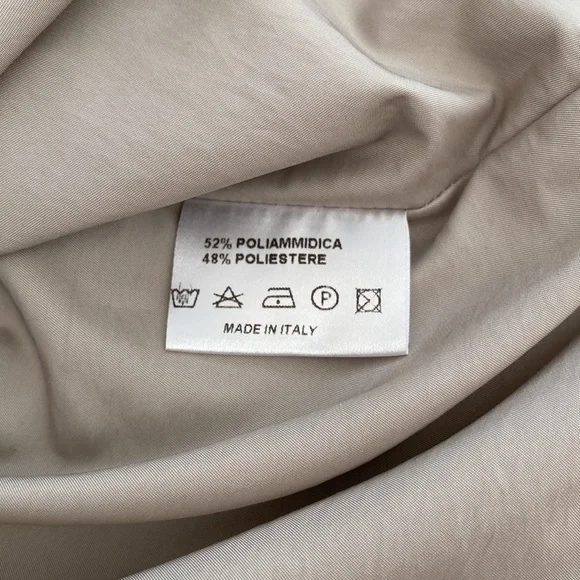 52% POLIAMMIDICA
48% POLIESTERE
P
MADE IN ITALY